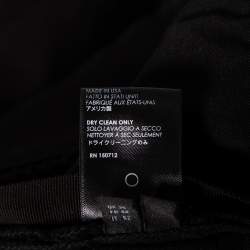 MADE IN USA
FATTO IN STATI UNITI
FABRIQUÉ AUX ÉTATS-UNIS
アメリカ製
DRY CLEAN ONLY
SOLO LAVAGGIO A SECCO
NETTOYER À SEC SEULEMENT
ドライクリーニングのみ
RN 150712